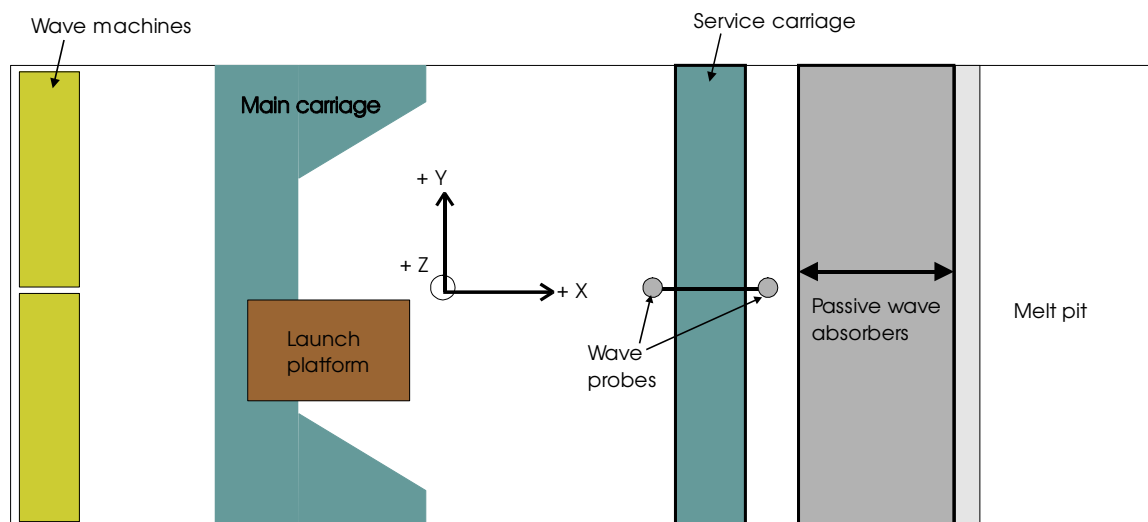 Wave machines
Service carriage
Main carriage
+ Y
+ Z
+ X
Launch
platform
Wave
probes
Passive wave
absorbers
Melt pit